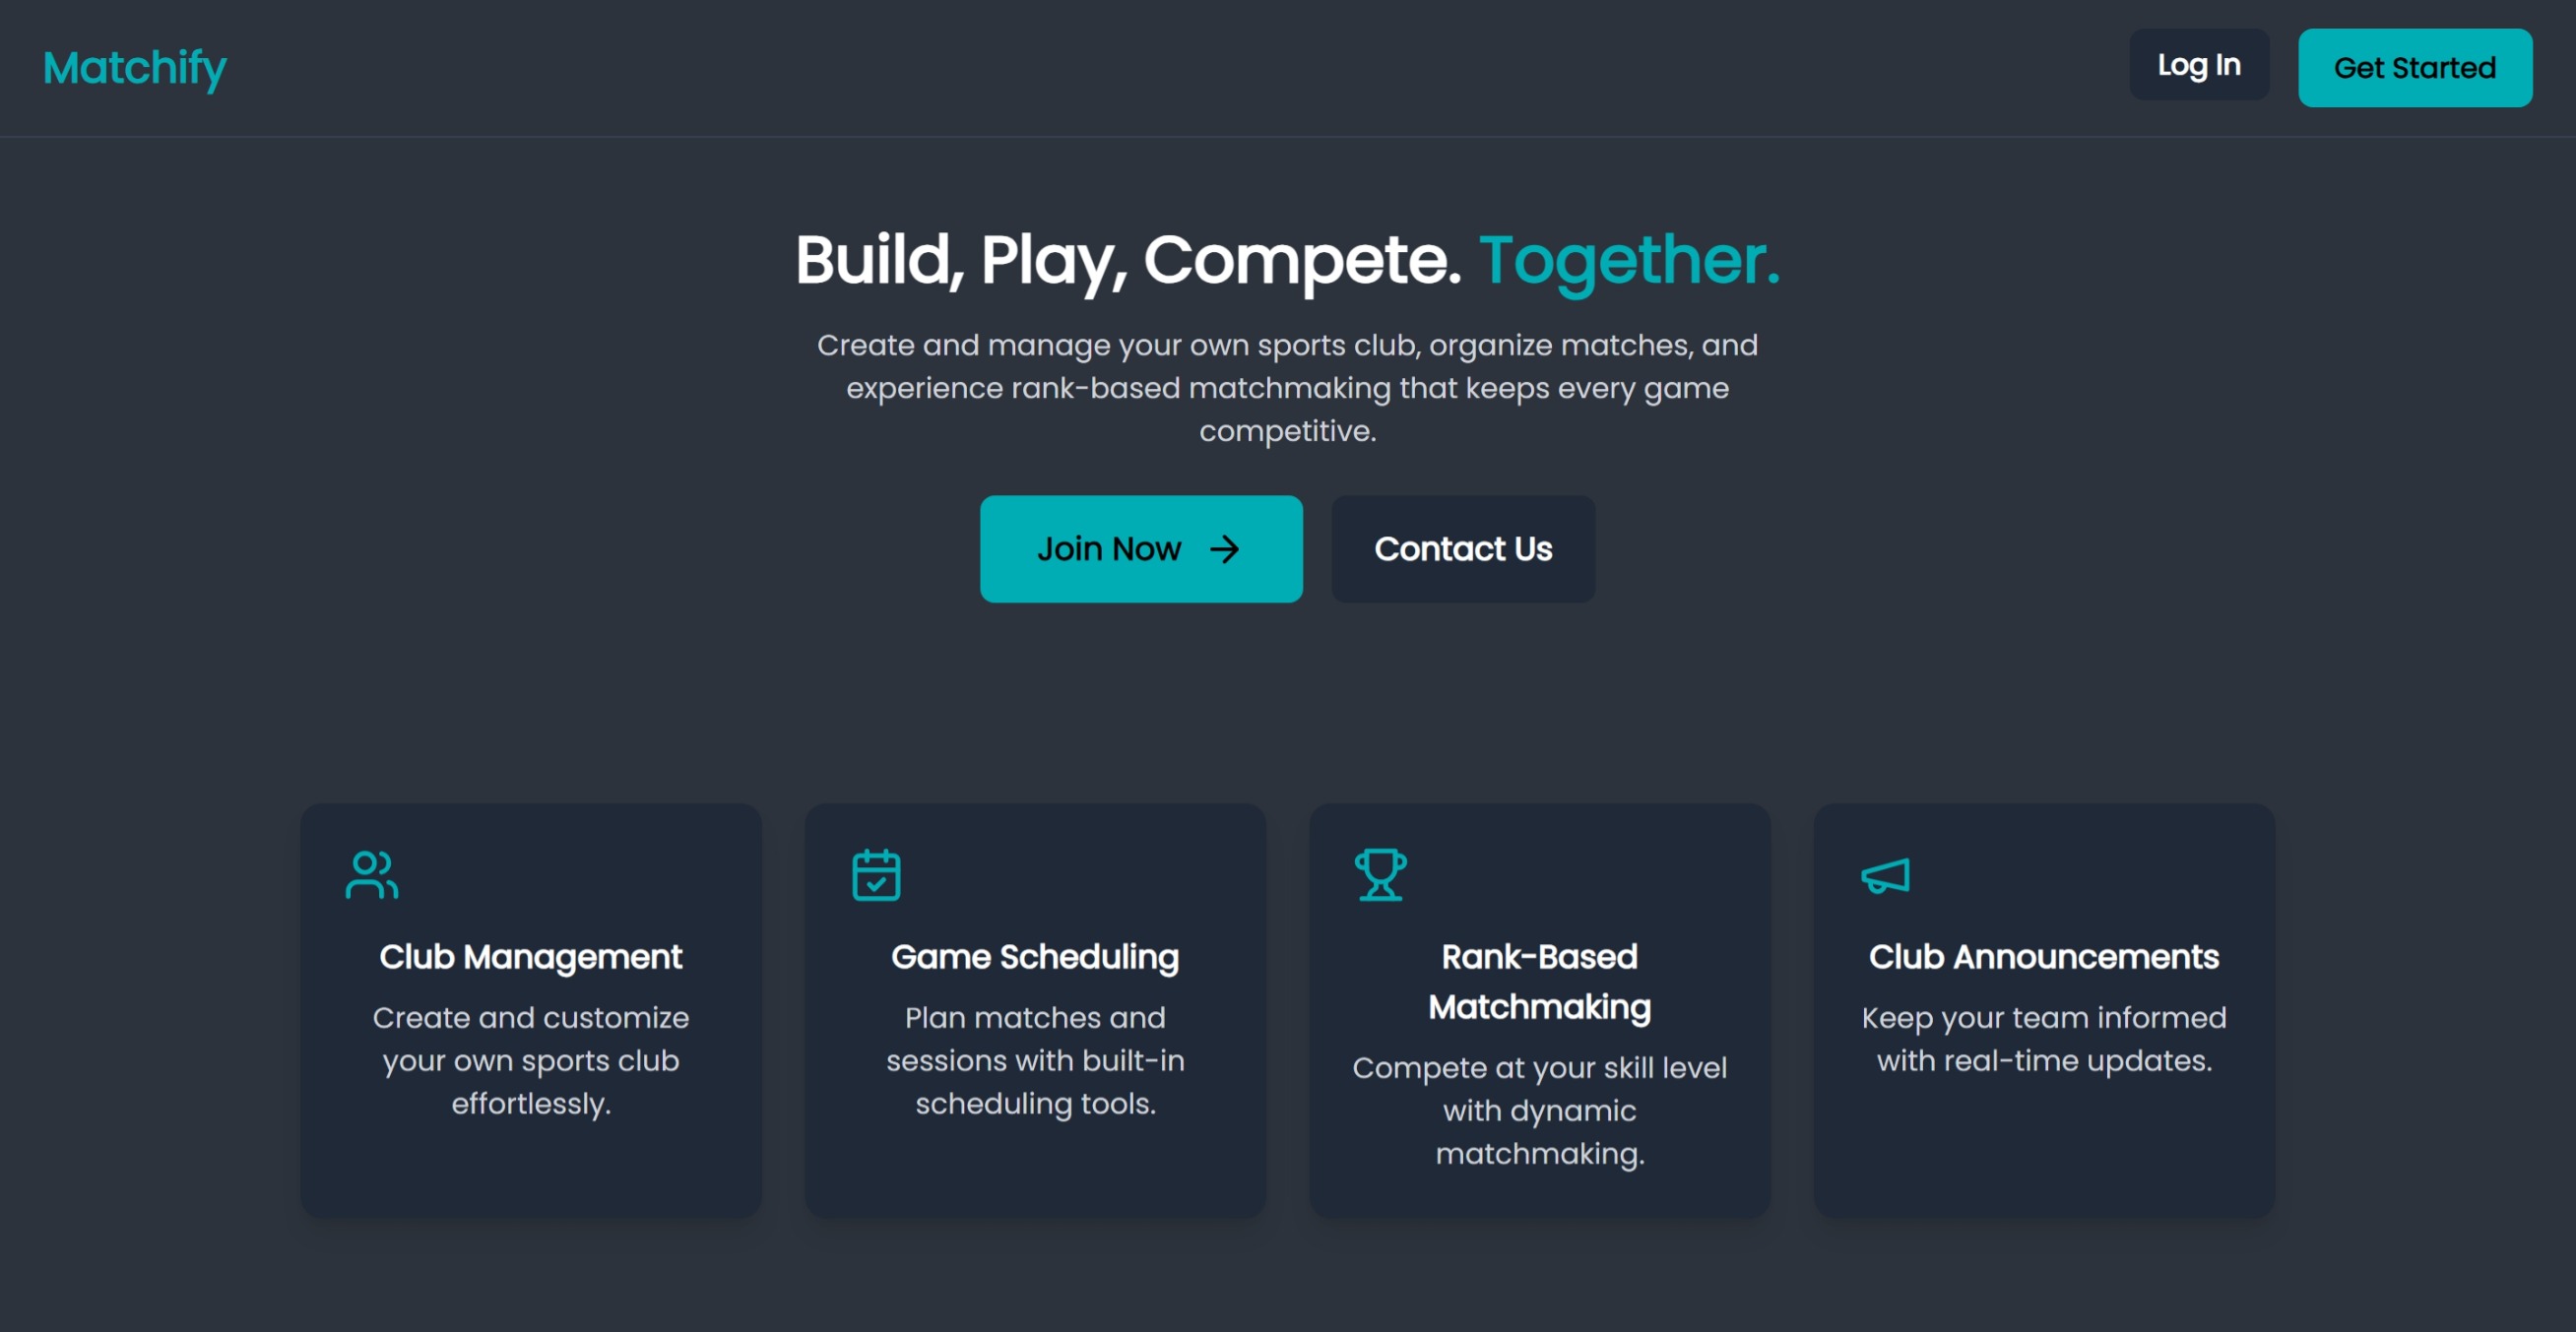 Matchify
Log In
Get Started
Build, Play, Compete. Together.
Create and manage your own sports club, organize matches, and
experience rank-based matchmaking that keeps every game
competitive.
Join Now
Contact Us
Club Management
Create and customize
your own sports club
effortlessly.
Game Scheduling
Plan matches and
sessions with built-in
scheduling tools.
Rank-Based
Matchmaking
Compete at your skill level
with dynamic
matchmaking.
Club Announcements
Keep your team informed
with real-time updates.